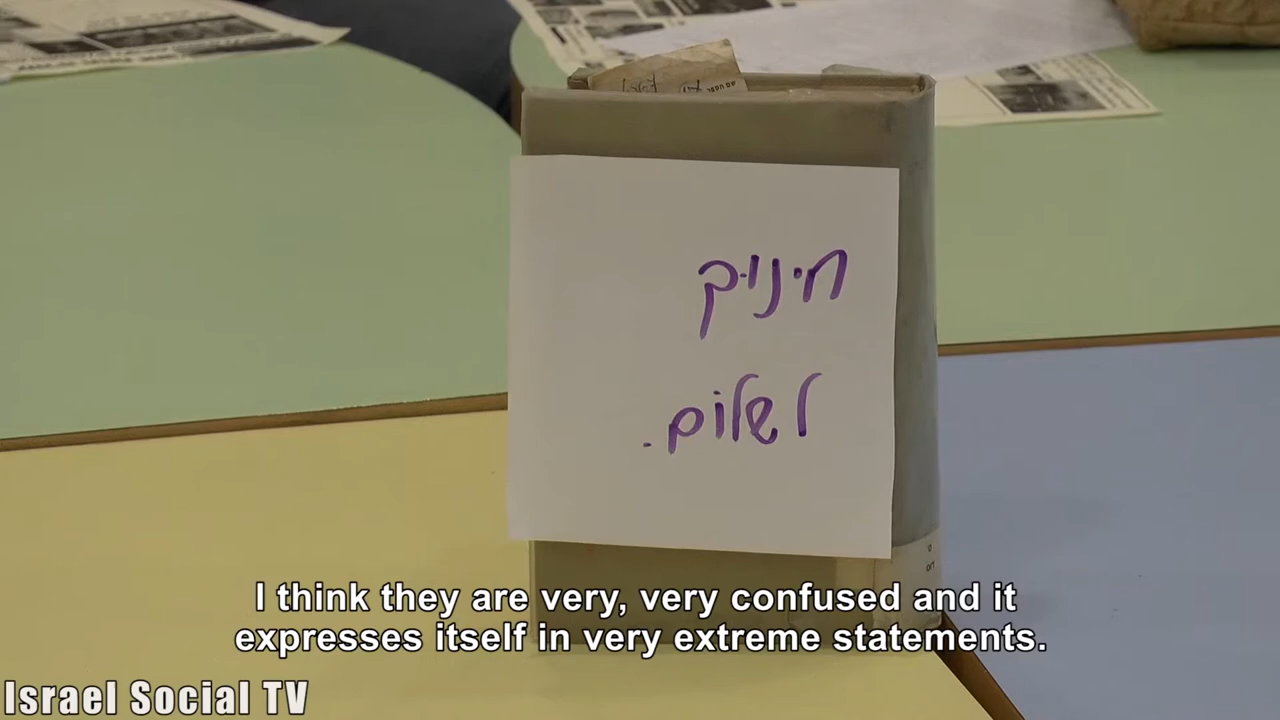 חינוך
לשלום.
I think they are very, very confused and it
expresses itself in very extreme statements.
Israel Social TV